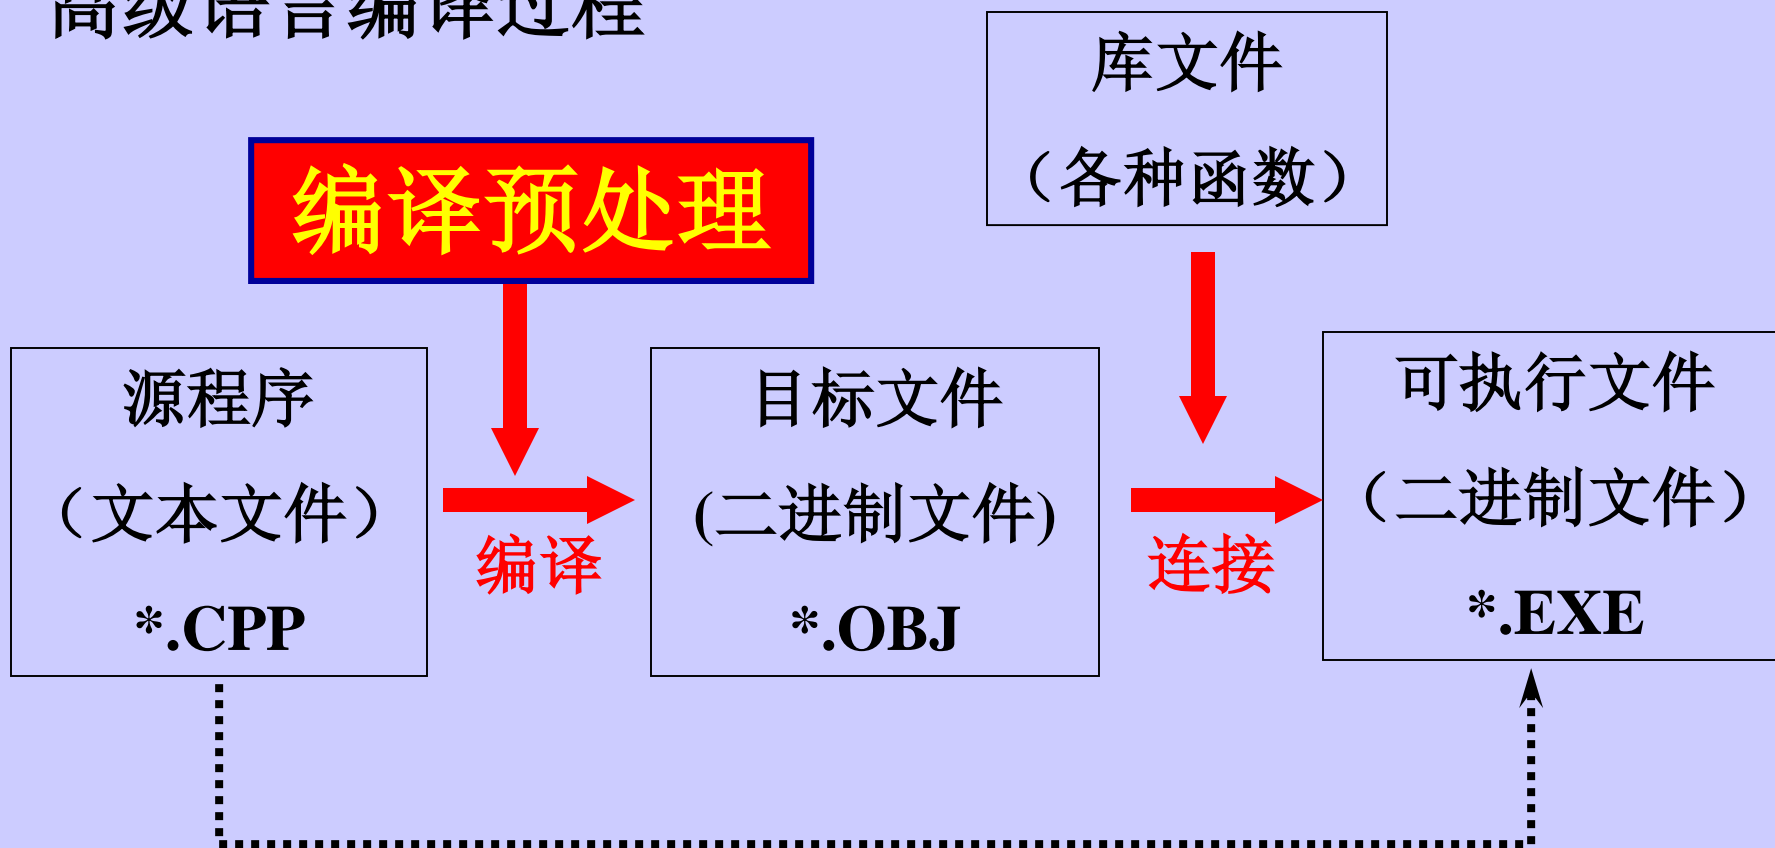 高级语言编译过程
库文件
（各种函数）
编译预处理
源程序
（文本文件）
*.CPP
编译
目标文件
(二进制文件)
*.OBJ
连接
可执行文件
（二进制文件）
*.EXE